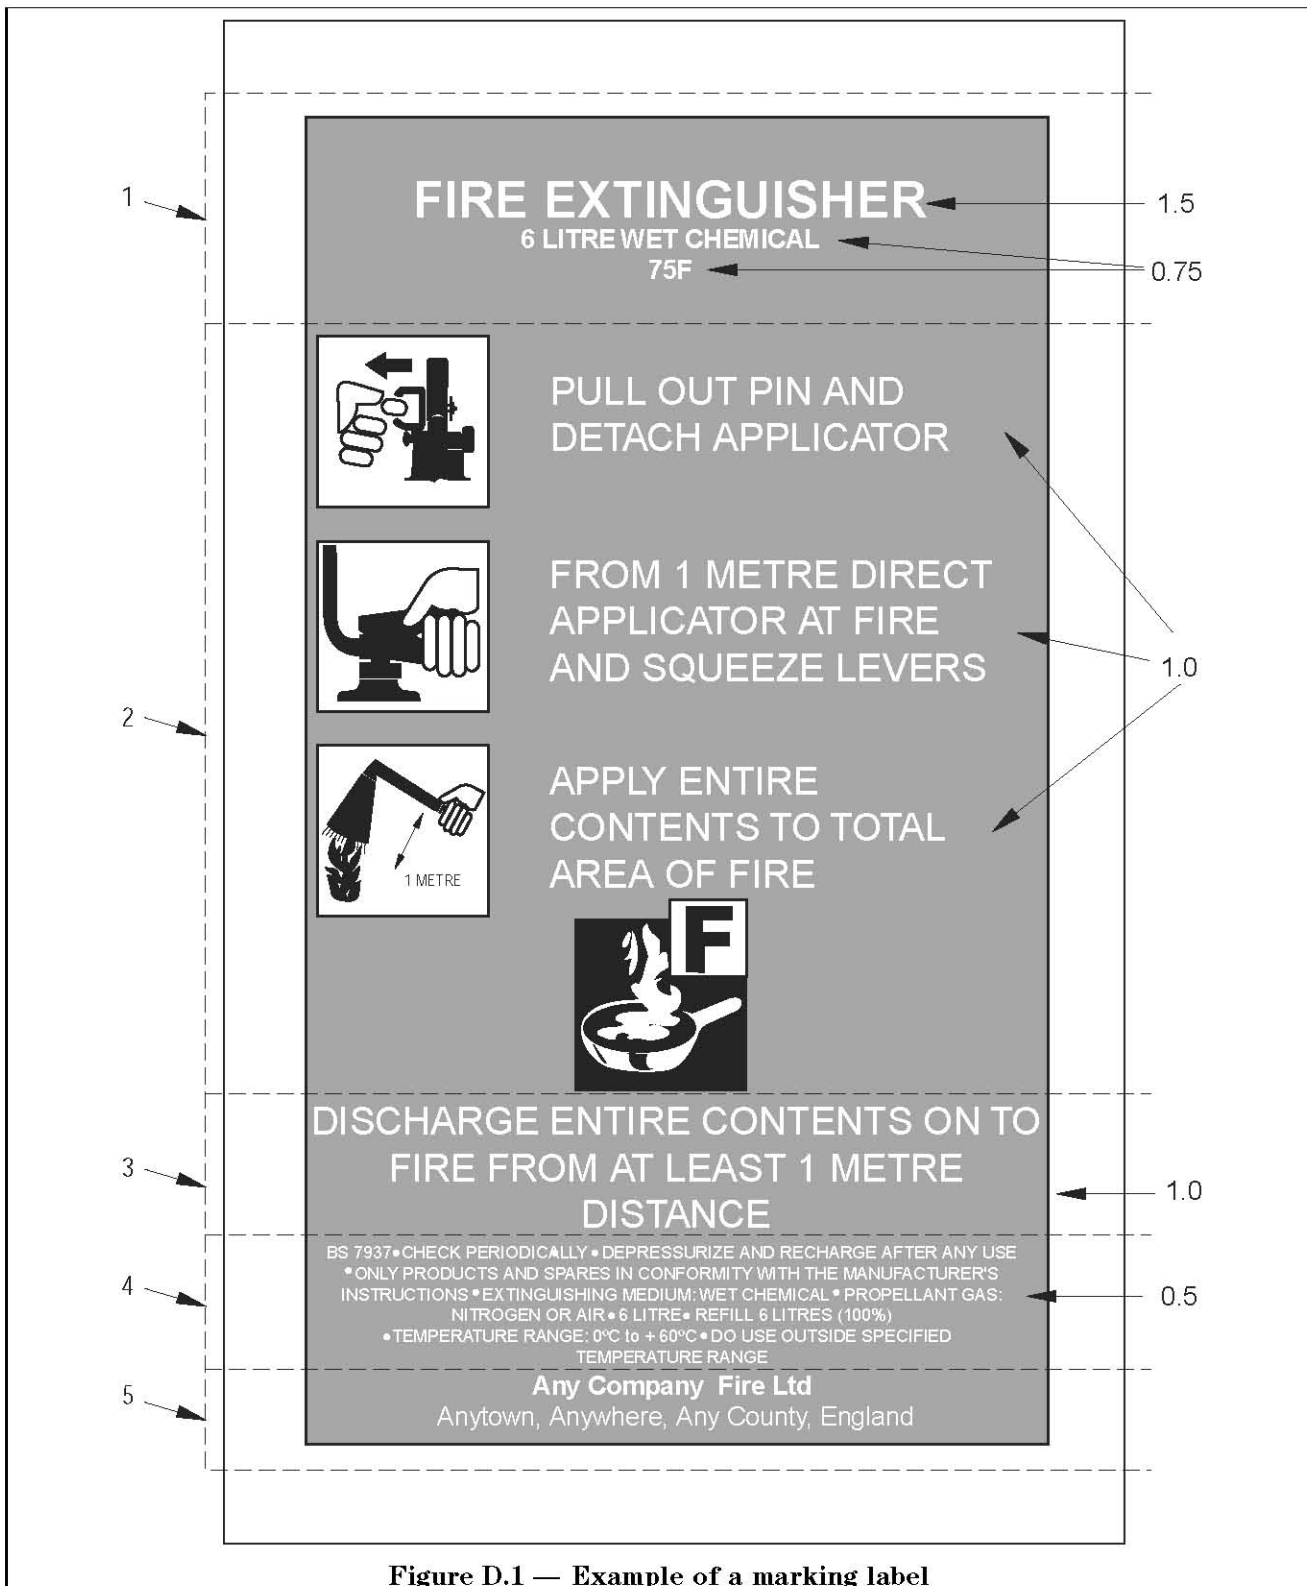 1
FIRE EXTINGUISHER
1.5
6 LITRE WET CHEMICAL
75F
0.75
PULL OUT PIN AND
DETACH APPLICATOR
FROM 1 METRE DIRECT
APPLICATOR AT FIRE
AND SQUEEZE LEVERS
1.0
2
APPLY ENTIRE
CONTENTS TO TOTAL
AREA OF FIRE
1 METRE
F
DISCHARGE ENTIRE CONTENTS ON TO
FIRE FROM AT LEAST 1 METRE
DISTANCE
3
1.0
BS 7937•CHECK PERIODICALLY•DEPRESSURIZE AND RECHARGE AFTER ANY USE
•ONLY PRODUCTS AND SPARES IN CONFORMITY WITH THE MANUFACTURER'S
INSTRUCTIONS•EXTINGUISHING MEDIUM: WET CHEMICAL•PROPELLANT GAS:
NITROGEN OR AIR•6 LITRE•REFILL 6 LITRES (100%)
•TEMPERATURE RANGE: 0ºC to + 60ºC•DO USE OUTSIDE SPECIFIED
TEMPERATURE RANGE
4
0.5
Any Company Fire Ltd
Anytown, Anywhere, Any County, England
5
Figure D.1 — Example of a marking label